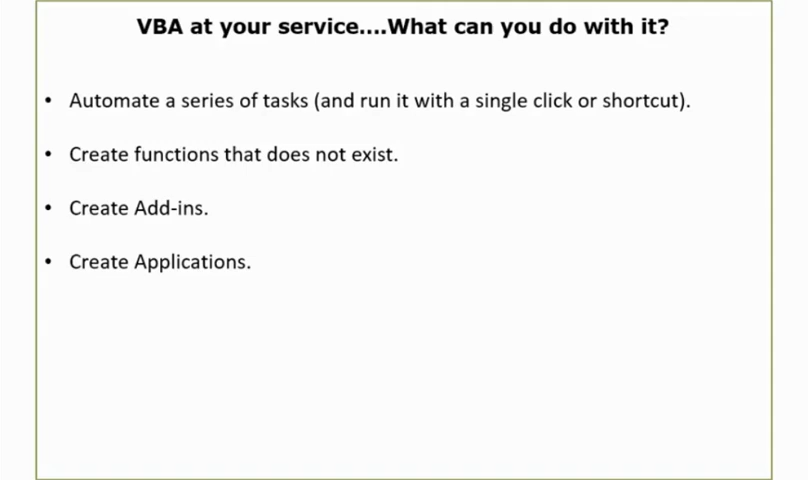 VBA at your service....What can you do with it?
• Automate a series of tasks (and run it with a single click or shortcut).
• Create functions that does not exist.
• Create Add-ins.
• Create Applications.